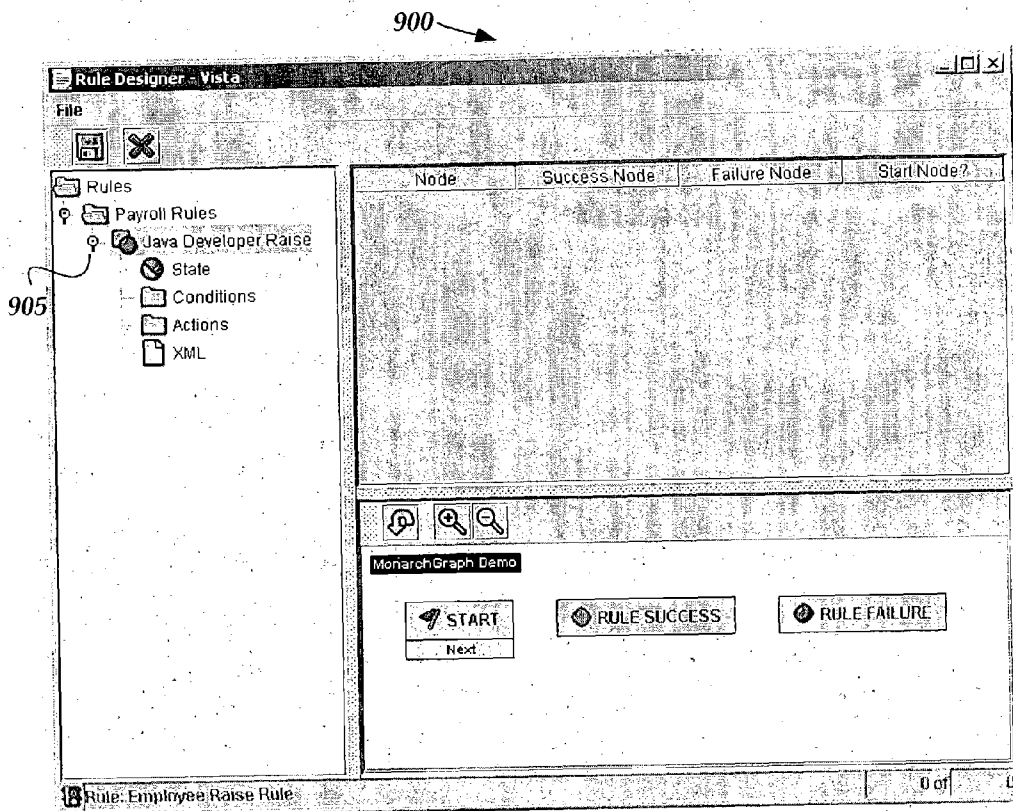 900
Rule Designer - Vista
File
Rules
Payroll Rules
Java Developer Raise
State
Conditions
Actions
XML
905
Node Success Node Failure Node Start Node?
MonarchGraph Demo
START
Next
RULE SUCCESS
RULE FAILURE
Rule: Employee Raise Rule
0 of